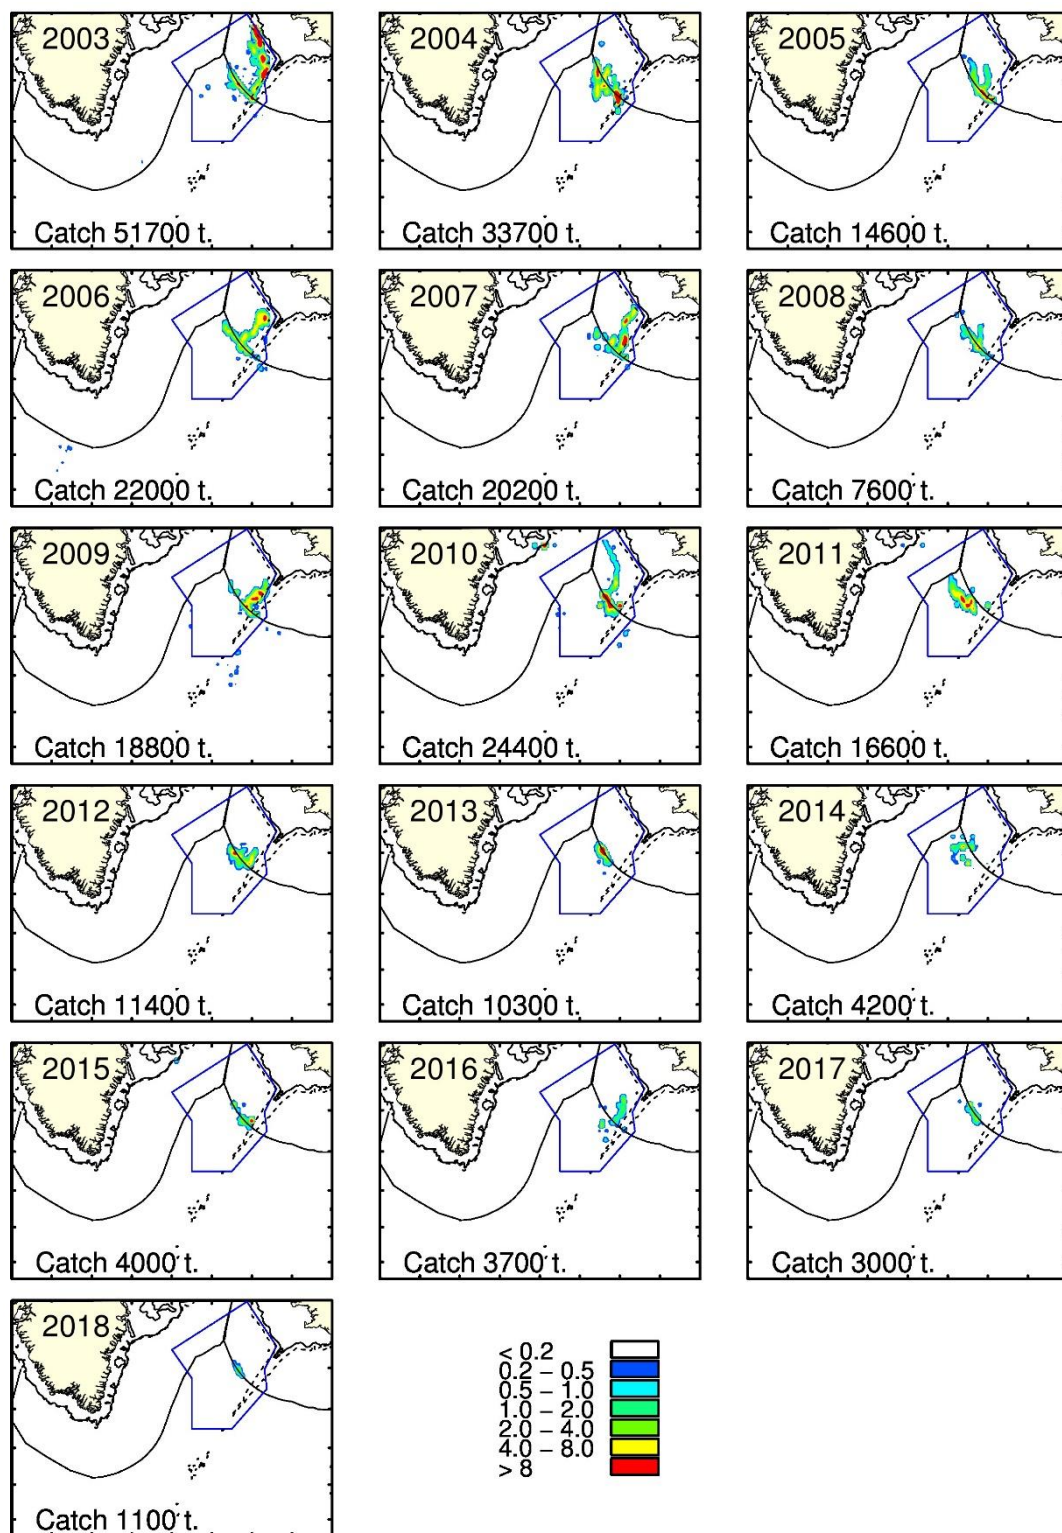 2003
Catch 51700 t.
2004
Catch 33700 t.
2005
Catch 14600 t.
2006
Catch 22000 t.
2007
Catch 20200 t.
2008
Catch 7600 t.
2009
Catch 18800 t.
2010
Catch 24400 t.
2011
Catch 16600 t.
2012
Catch 11400 t.
2013
Catch 10300 t.
2014
Catch 4200 t.
2015
Catch 4000 t.
2016
Catch 3700 t.
2017
Catch 3000 t.
2018
Catch 1100 t.
< 0.2
0.2 – 0.5
0.5 – 1.0
1.0 – 2.0
2.0 – 4.0
4.0 – 8.0
> 8